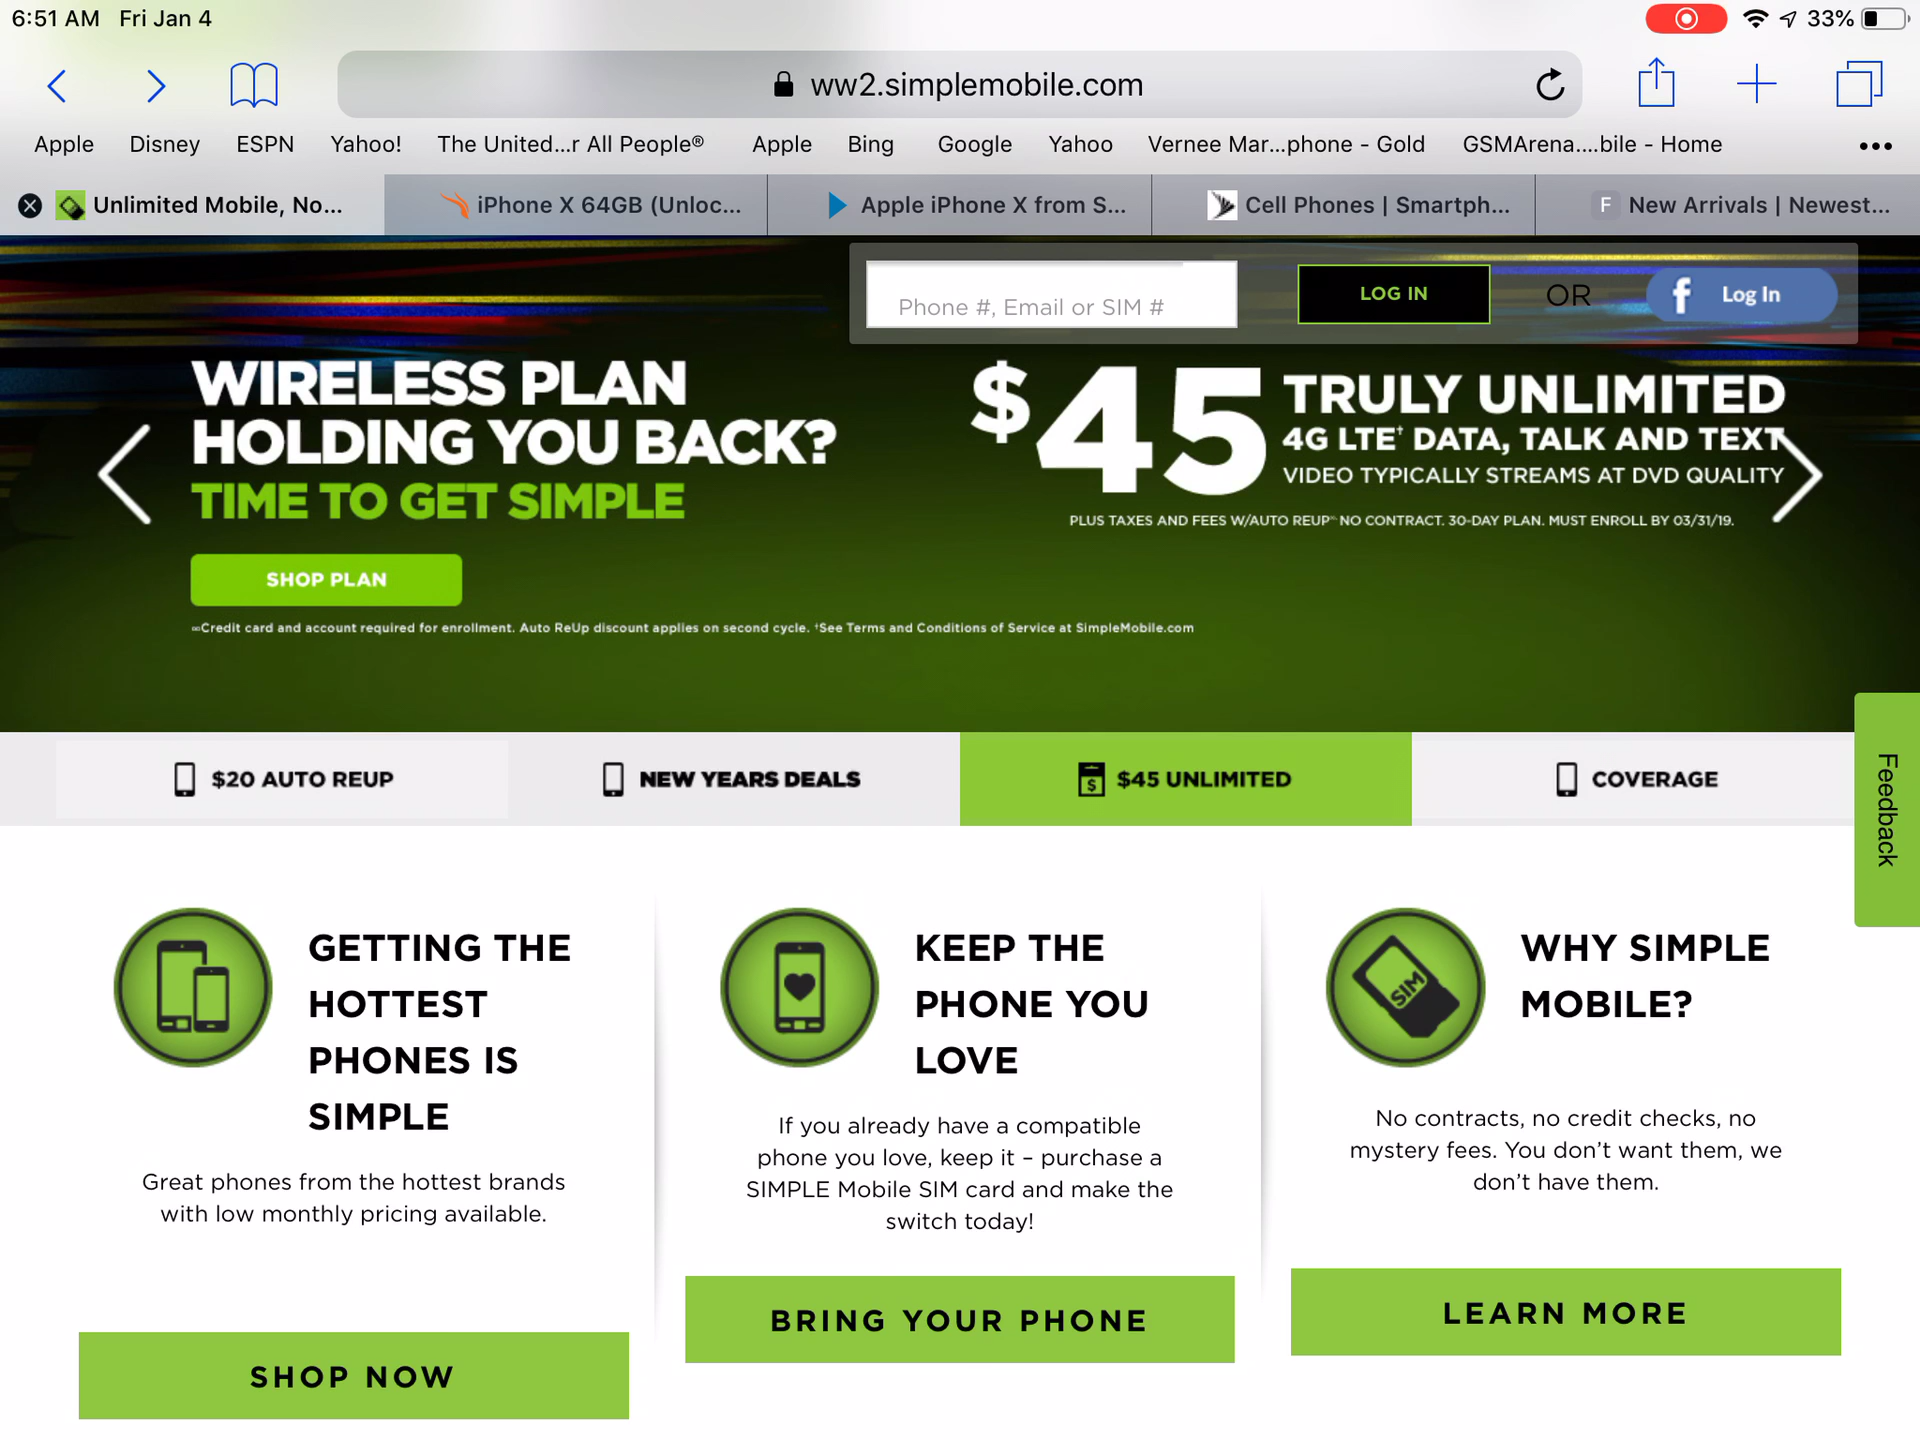 6:51 AM Fri Jan 4
33%
ww2.simplemobile.com
Apple Disney ESPN Yahoo! The United...r All People® Apple Bing Google Yahoo Vernee Mar...phone - Gold GSMArena....bile - Home
Unlimited Mobile, No... iPhone X 64GB (Unloc... Apple iPhone X from S... Cell Phones | Smartph... F New Arrivals | Newest...
Phone #, Email or SIM # LOG IN OR f Log In
WIRELESS PLAN
HOLDING YOU BACK?
TIME TO GET SIMPLE
$45 TRULY UNLIMITED
4G LTE† DATA, TALK AND TEXT
VIDEO TYPICALLY STREAMS AT DVD QUALITY
PLUS TAXES AND FEES W/AUTO REUP∞ NO CONTRACT. 30-DAY PLAN. MUST ENROLL BY 03/31/19.
SHOP PLAN
∞Credit card and account required for enrollment. Auto ReUp discount applies on second cycle. †See Terms and Conditions of Service at SimpleMobile.com
$20 AUTO REUP NEW YEARS DEALS $ $45 UNLIMITED COVERAGE
Feedback
GETTING THE
HOTTEST
PHONES IS
SIMPLE
Great phones from the hottest brands
with low monthly pricing available.
SHOP NOW
KEEP THE
PHONE YOU
LOVE
If you already have a compatible
phone you love, keep it – purchase a
SIMPLE Mobile SIM card and make the
switch today!
BRING YOUR PHONE
SIM
WHY SIMPLE
MOBILE?
No contracts, no credit checks, no
mystery fees. You don't want them, we
don't have them.
LEARN MORE